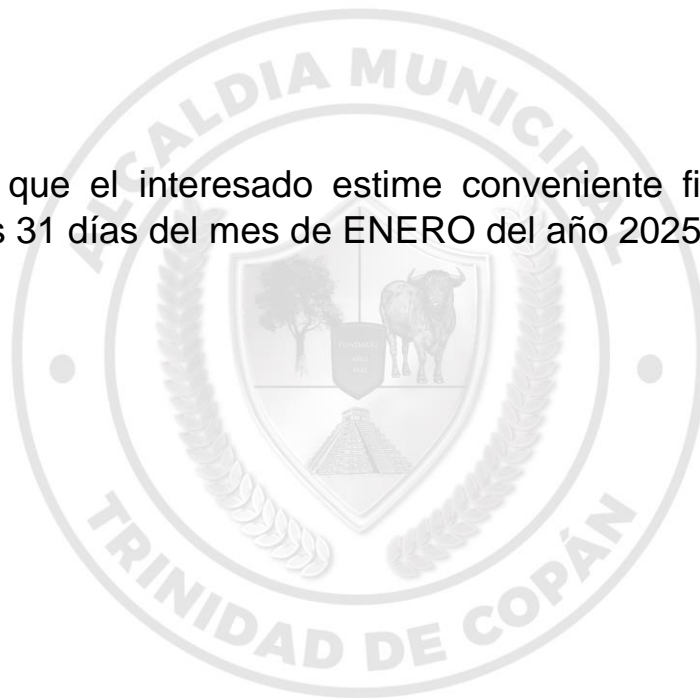 ALCALDIA MUNICIPAL
que el interesado estime conveniente fi
s 31 días del mes de ENERO del año 2025
FUNDADO
TRINIDAD DE COPÁN